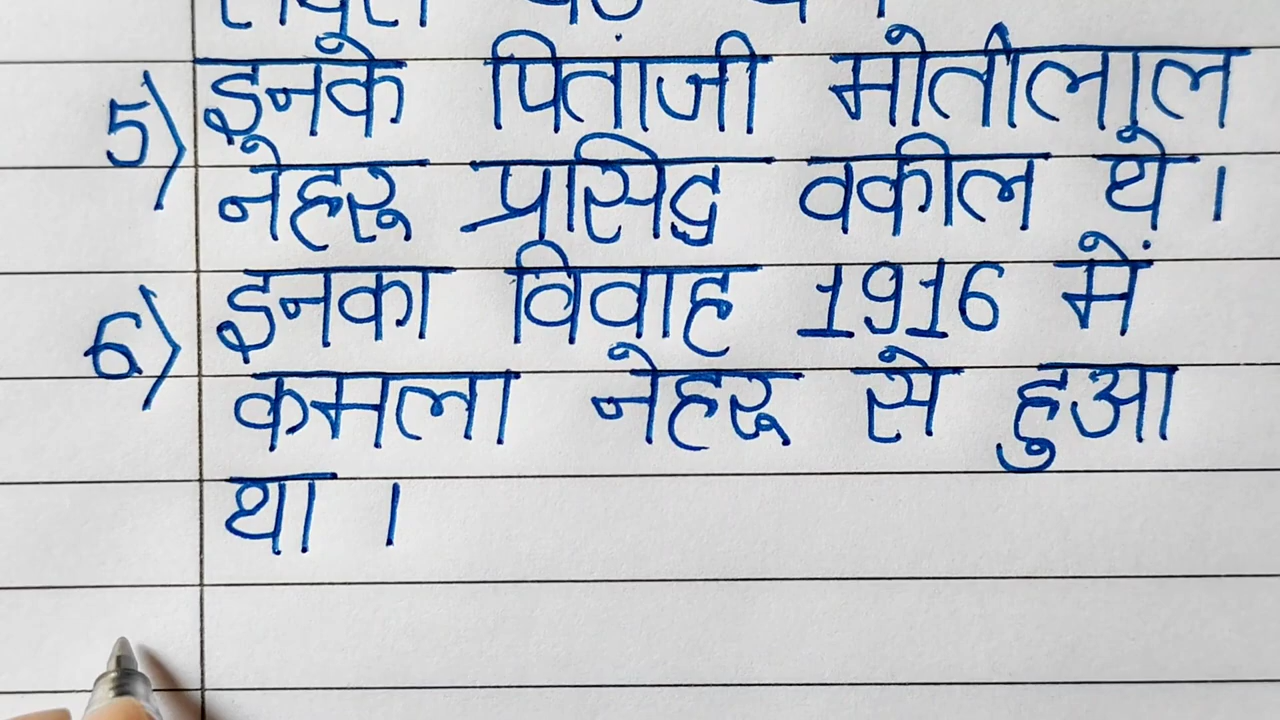 5) इनके पिताजी मोतीलाल
नेहरू प्रसिद्ध वकील थे।
6) इनका विवाह 1916 में
कमला नेहरू से हुआ
था ।